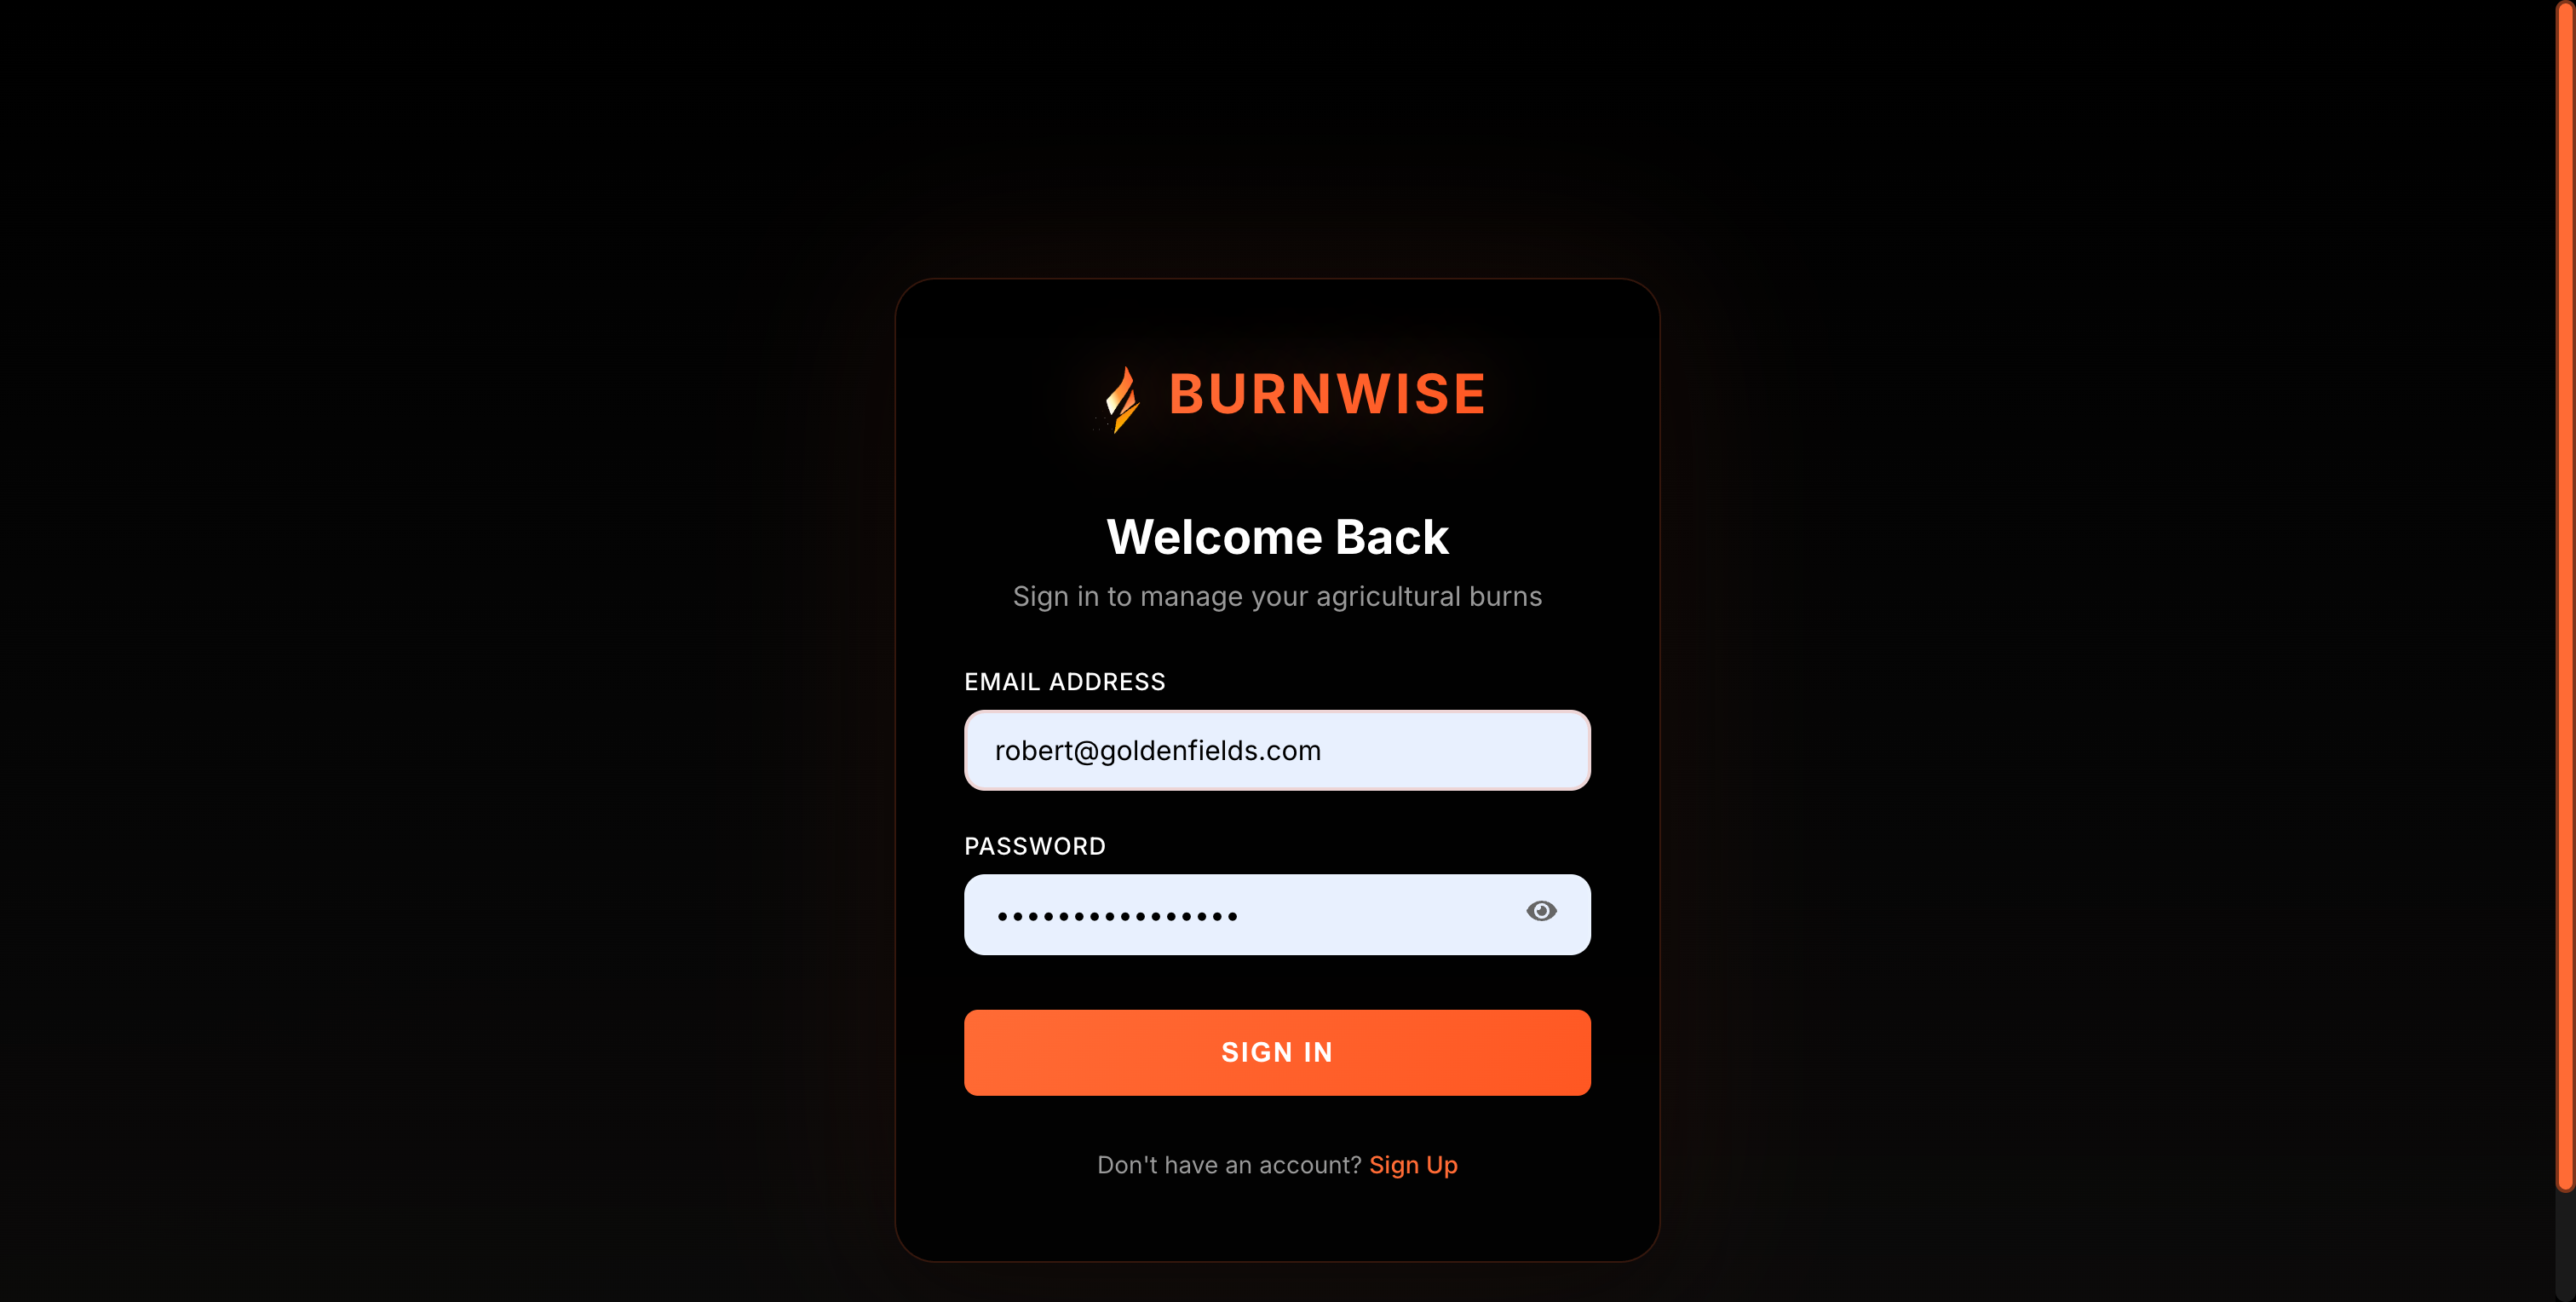 BURNWISE
Welcome Back
Sign in to manage your agricultural burns
EMAIL ADDRESS
robert@goldenfields.com
PASSWORD
••••••••••••••••
SIGN IN
Don't have an account? Sign Up